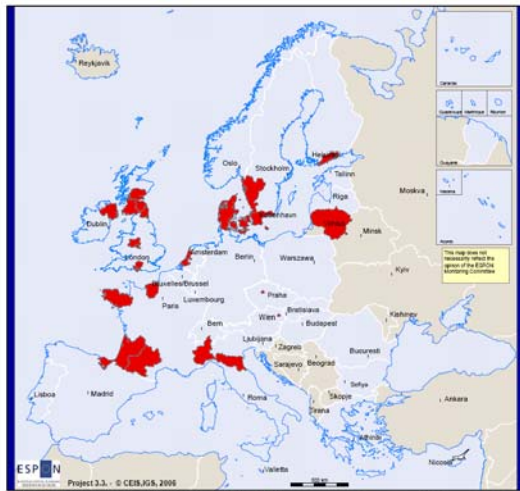 Reykjavik
Canarias
Guadeloupe Martinique Réunion
Guyane
Madeira
Açores
This map does not
necessarily reflect the
opinion of the ESPON
Monitoring Committee
Oslo
Stockholm
Helsinki
Tallinn
Riga
Moskva
Minsk
København
Dublin
London
Amsterdam
Berlin
Warszawa
Kyiv
Bruxelles/Brussel
Luxembourg
Paris
Praha
Wien
Bratislava
Budapest
Kishinev
Bern
Ljubljana
Zagreb
Beograd
Bucuresti
Sarajevo
Sofiya
Skopje
Tirana
Roma
Lisboa
Madrid
Ankara
Athinai
Valletta
Nicosia
500 km
ESPON
Project 3.3. - © CEIS,IGS, 2006